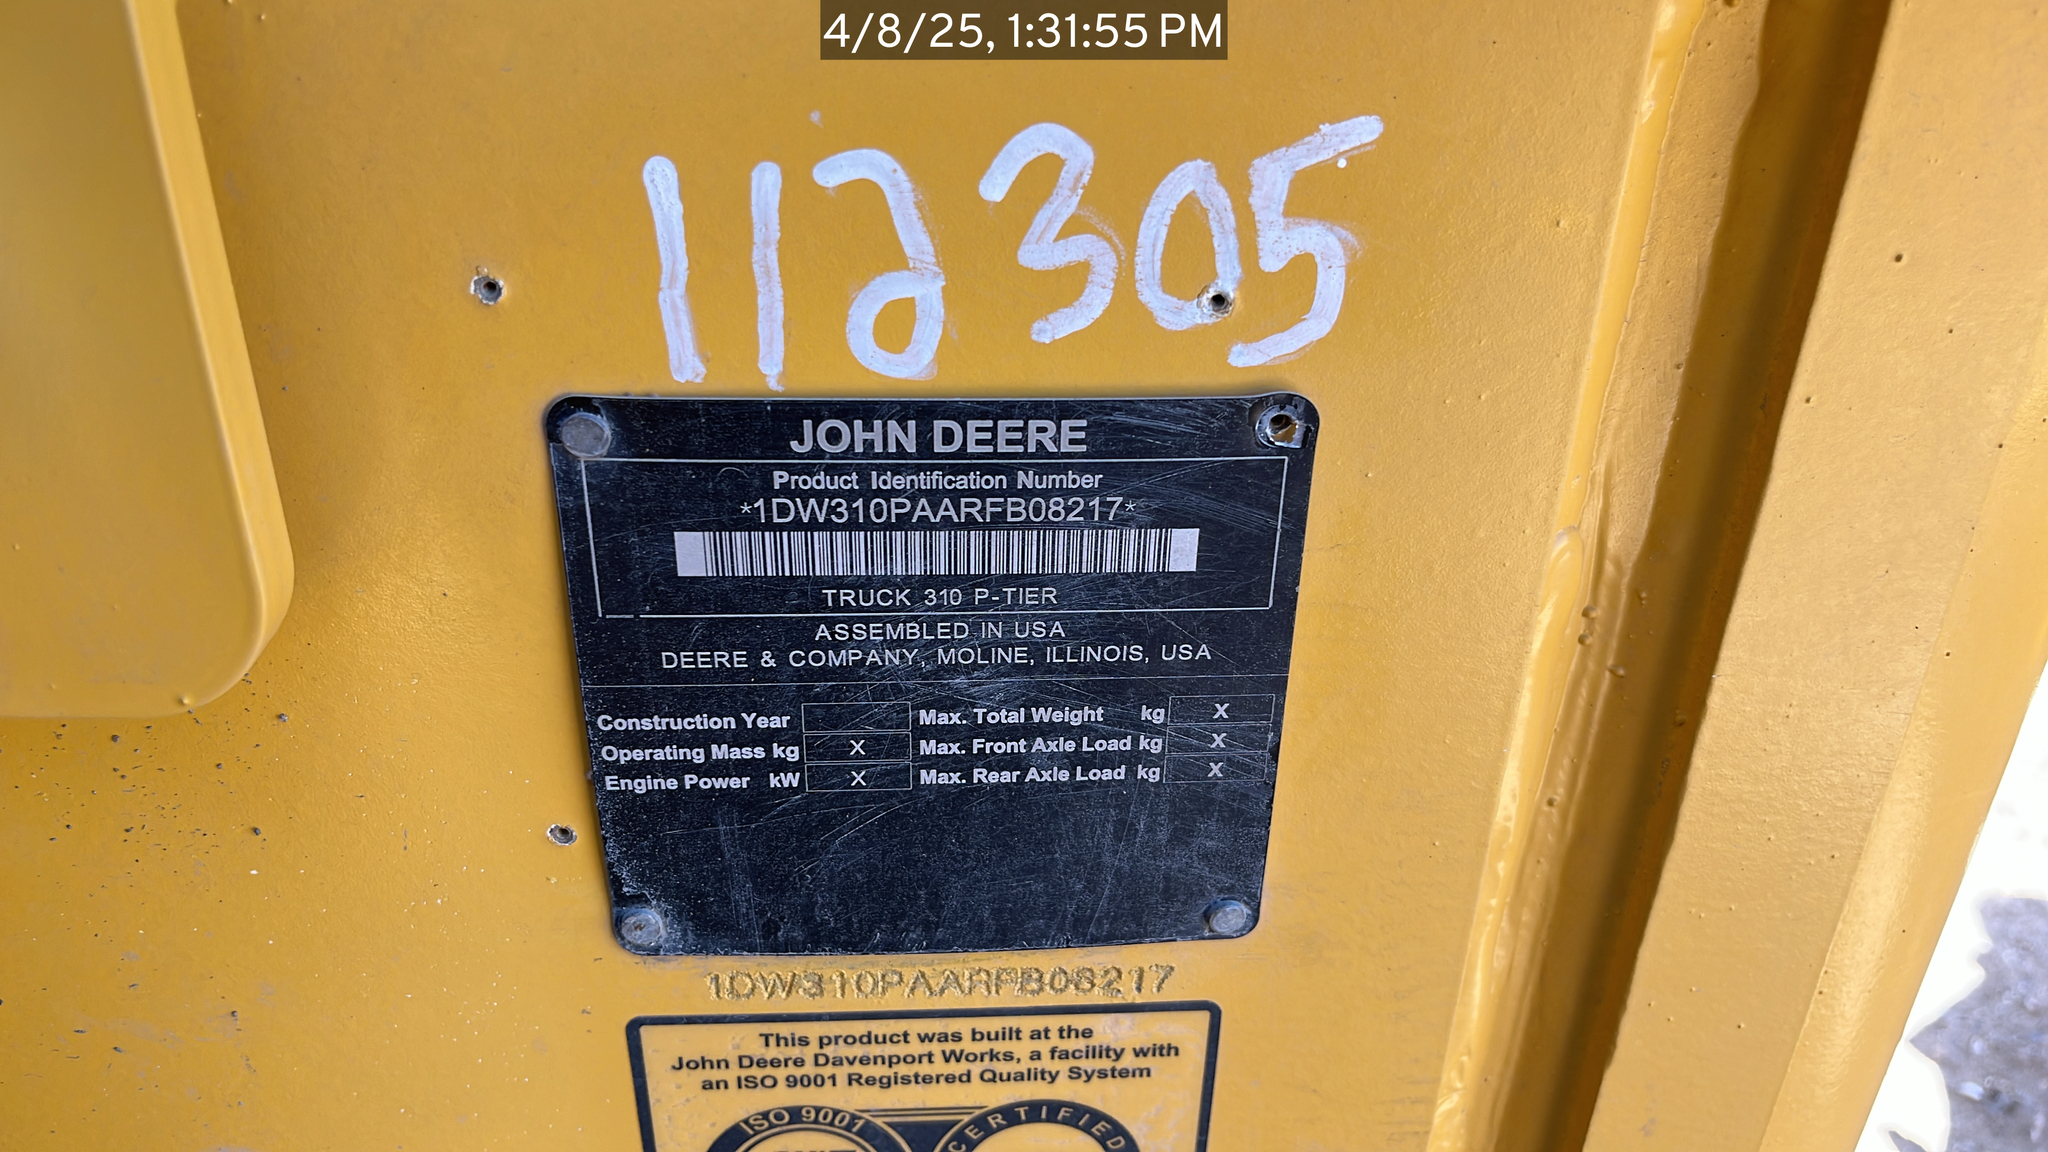 4/8/25, 1:31:55 PM
112305
JOHN DEERE
Product Identification Number
*1DW310PAARFB08217*
TRUCK 310 P-TIER
ASSEMBLED IN USA
DEERE & COMPANY, MOLINE, ILLINOIS, USA
Construction Year Max. Total Weight kg X
Operating Mass kg X Max. Front Axle Load kg X
Engine Power kW X Max. Rear Axle Load kg X
1DW310PAARFB08217
This product was built at the
John Deere Davenport Works, a facility with
an ISO 9001 Registered Quality System
ISO 9001
CERTIFIED